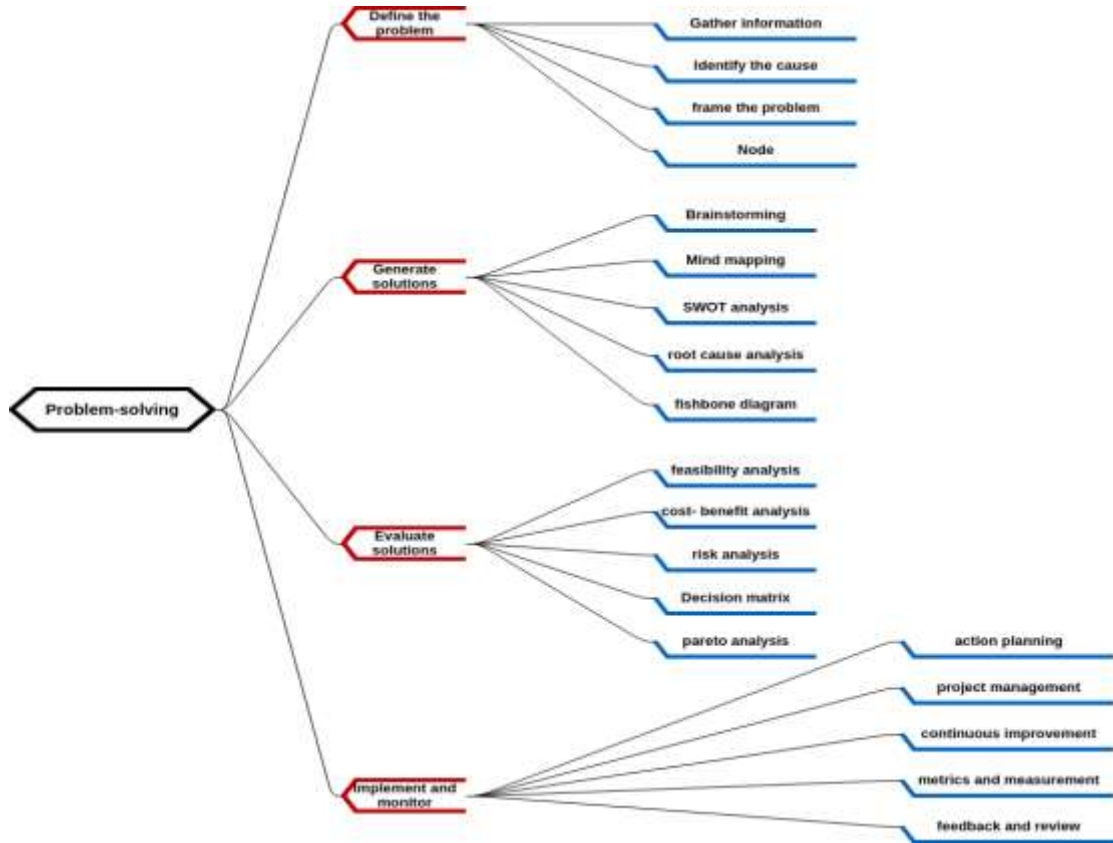 Define the
problem
Gather information
Identify the cause
frame the problem
Node
Generate
solutions
Brainstorming
Mind mapping
SWOT analysis
root cause analysis
fishbone diagram
Problem-solving
Evaluate
solutions
feasibility analysis
cost- benefit analysis
risk analysis
Decision matrix
pareto analysis
Implement and
monitor
action planning
project management
continuous improvement
metrics and measurement
feedback and review